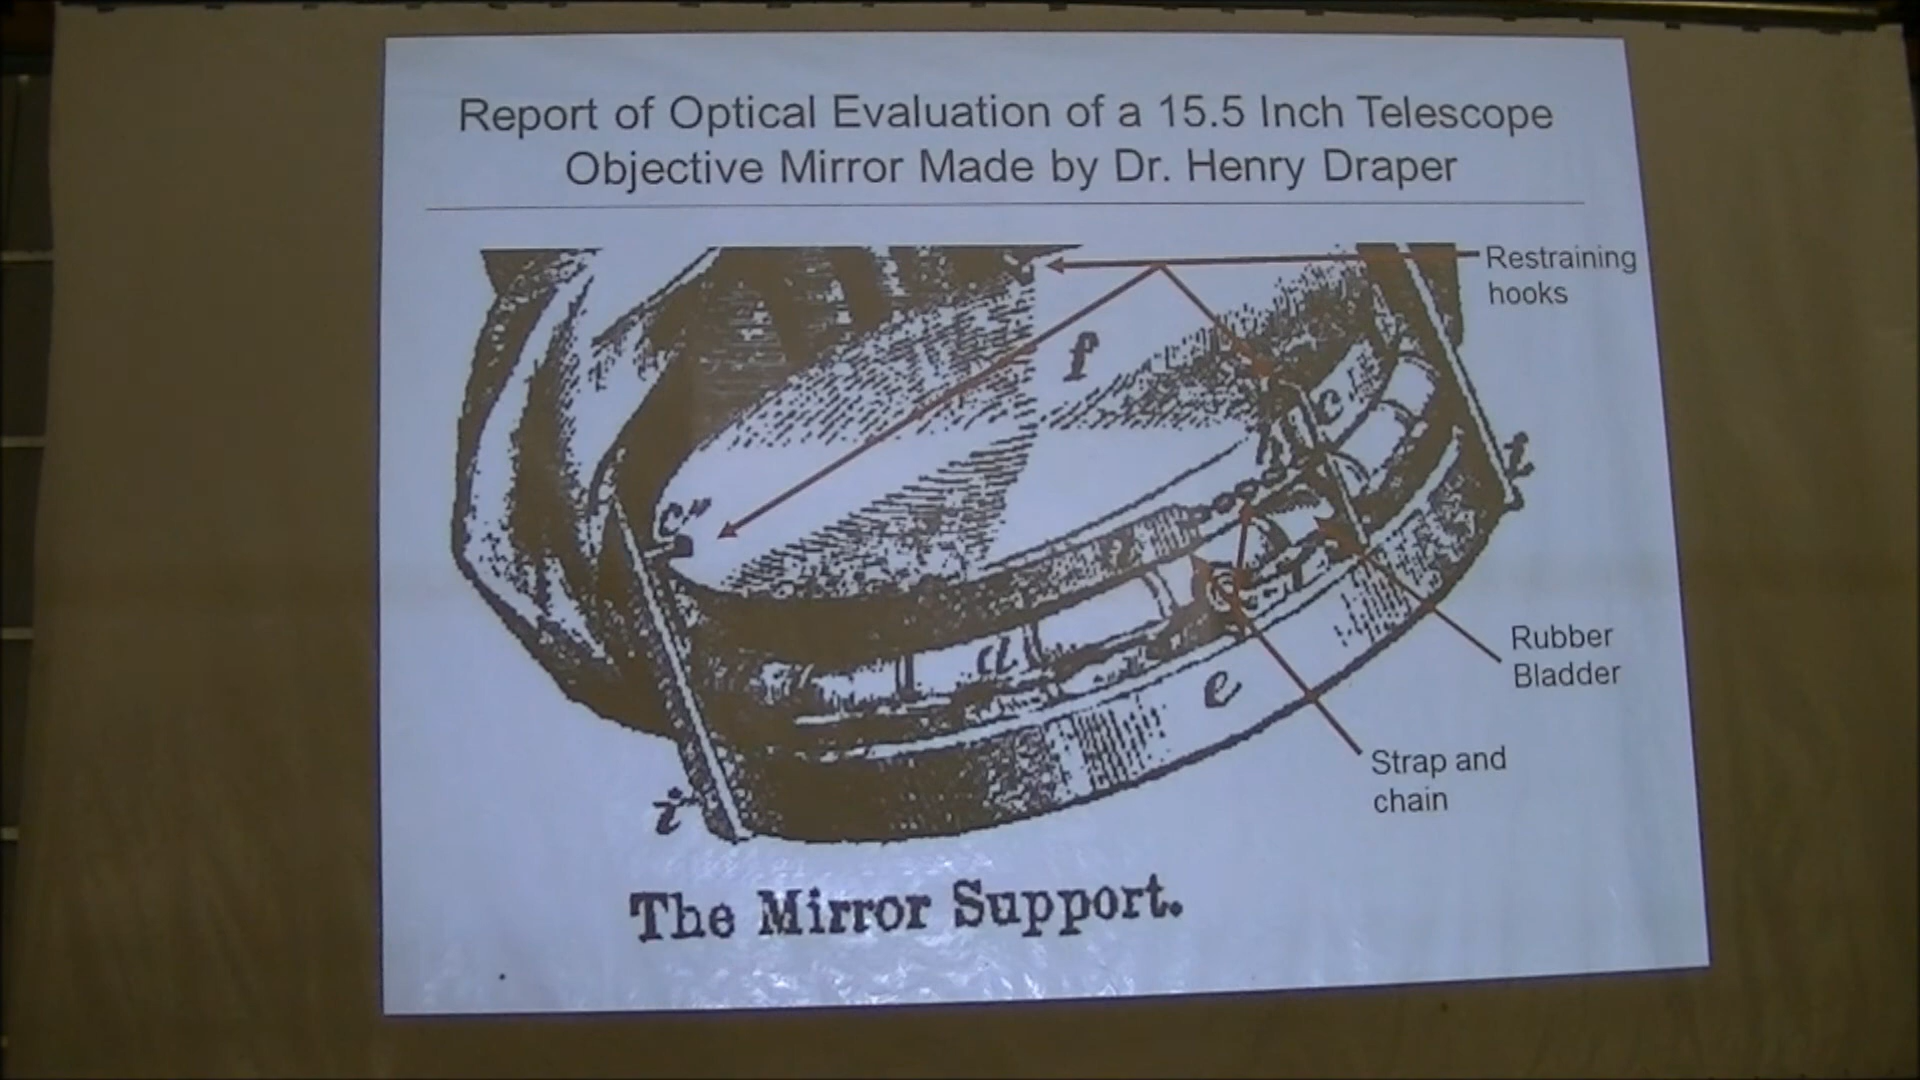 Report of Optical Evaluation of a 15.5 Inch Telescope
Objective Mirror Made by Dr. Henry Draper
Restraining
hooks
f
c'
c"
h
i
Rubber
Bladder
d
e
Strap and
chain
i
The Mirror Support.